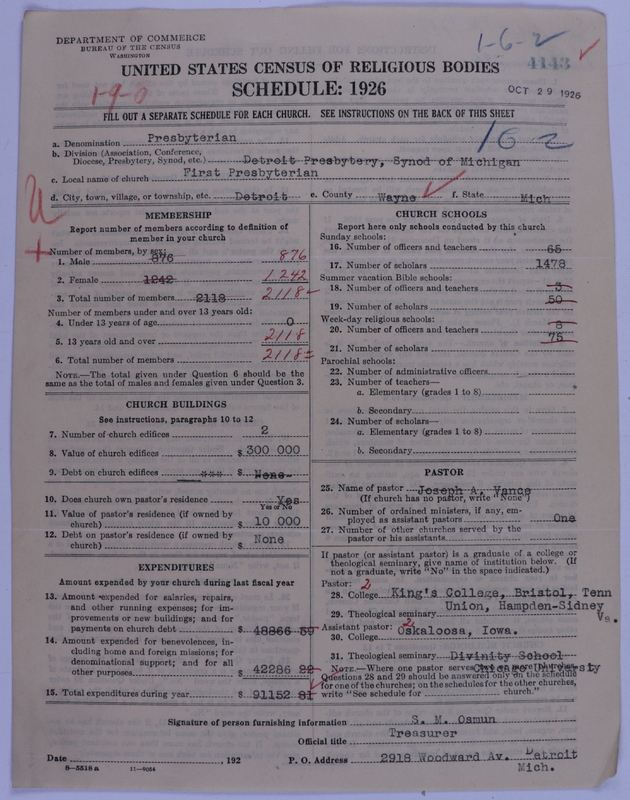 DEPARTMENT OF COMMERCE
BUREAU OF THE CENSUS
WASHINGTON
1-6-2
4143
UNITED STATES CENSUS OF RELIGIOUS BODIES
SCHEDULE: 1926
OCT 29 1926
1-9-6
FILL OUT A SEPARATE SCHEDULE FOR EACH CHURCH. SEE INSTRUCTIONS ON THE BACK OF THIS SHEET
162
a. Denomination Presbyterian
b. Division (Association, Conference, Diocese, Presbytery, Synod, etc.) Detroit Presbytery, Synod of Michigan
c. Local name of church First Presbyterian
d. City, town, village, or township, etc. Detroit e. County Wayne f. State Mich
MEMBERSHIP
Report number of members according to definition of
member in your church
Number of members, by sex:
1. Male 876 876
2. Female 1242 1242
3. Total number of members 2118 2118
Number of members under and over 13 years old:
4. Under 13 years of age 0
5. 13 years old and over 2118
6. Total number of members 2118
NOTE.—The total given under Question 6 should be the
same as the total of males and females given under Question 3.
CHURCH BUILDINGS
See instructions, paragraphs 10 to 12
7. Number of church edifices 2
8. Value of church edifices $ 300 000
9. Debt on church edifices $ None
10. Does church own pastor's residence Yes
Yes or No
11. Value of pastor's residence (if owned by
church) $ 10 000
12. Debt on pastor's residence (if owned by
church) $ None
EXPENDITURES
Amount expended by your church during last fiscal year
13. Amount expended for salaries, repairs,
and other running expenses; for im-
provements or new buildings; and for
payments on church debt $ 48866 59
14. Amount expended for benevolences, in-
cluding home and foreign missions; for
denominational support; and for all
other purposes $ 42286 22
15. Total expenditures during year $ 91152 81
CHURCH SCHOOLS
Report here only schools conducted by this church
Sunday schools:
16. Number of officers and teachers 65
17. Number of scholars 1478
Summer vacation Bible schools:
18. Number of officers and teachers 3
19. Number of scholars 50
Week-day religious schools:
20. Number of officers and teachers 8
21. Number of scholars 75
Parochial schools:
22. Number of administrative officers
23. Number of teachers—
a. Elementary (grades 1 to 8)
b. Secondary
24. Number of scholars—
a. Elementary (grades 1 to 8)
b. Secondary
PASTOR
25. Name of pastor Joseph A. Vance
(If church has no pastor, write "None")
26. Number of ordained ministers, if any, em-
ployed as assistant pastors One
27. Number of other churches served by the
pastor or his assistants
If pastor (or assistant pastor) is a graduate of a college or
theological seminary, give name of institution below. (If
not a graduate, write "No" in the space indicated.)
Pastor: 2
28. College King's College, Bristol, Tenn
29. Theological seminary Union, Hampden-Sidney Va.
Assistant pastor: 2
30. College Oskaloosa, Iowa.
31. Theological seminary Divinity School
Chicago University
NOTE.—Where one pastor serves two or more churches,
Questions 28 and 29 should be answered only on the schedule
for one of the churches; on the schedules for the other churches,
write "See schedule for church."
Signature of person furnishing information S. M. Osmun
Official title Treasurer
Date , 192 P. O. Address 2918 Woodward Av. Detroit
Mich.
8—5518a 11—9054